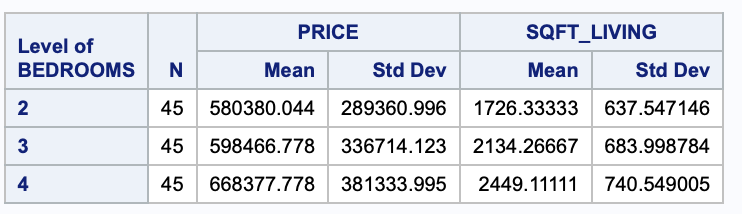 Level of BEDROOMS N PRICE SQFT_LIVING
Mean Std Dev Mean Std Dev
2 45 580380.044 289360.996 1726.33333 637.547146
3 45 598466.778 336714.123 2134.26667 683.998784
4 45 668377.778 381333.995 2449.11111 740.549005